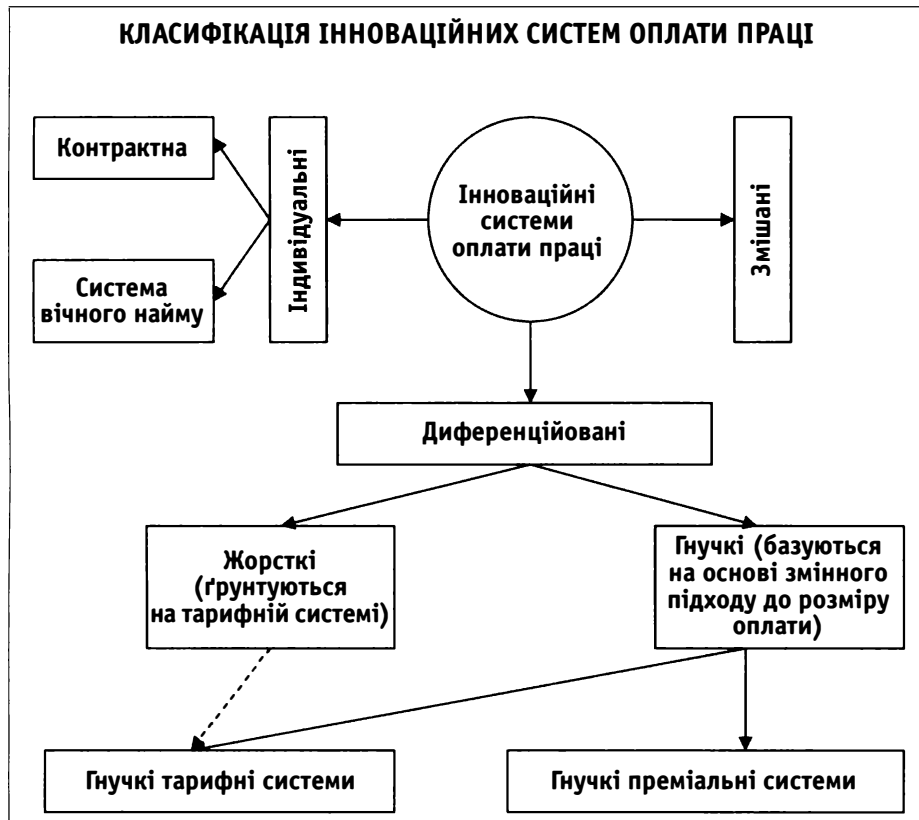 КЛАСИФІКАЦІЯ ІННОВАЦІЙНИХ СИСТЕМ ОПЛАТИ ПРАЦІ
Контрактна
Система
вічного найму
Індивідуальні
Інноваційні
системи
оплати праці
Змішані
Диференційовані
Жорсткі
(ґрунтуються
на тарифній системі)
Гнучкі (базуються
на основі змінного
підходу до розміру
оплати)
Гнучкі тарифні системи
Гнучкі преміальні системи